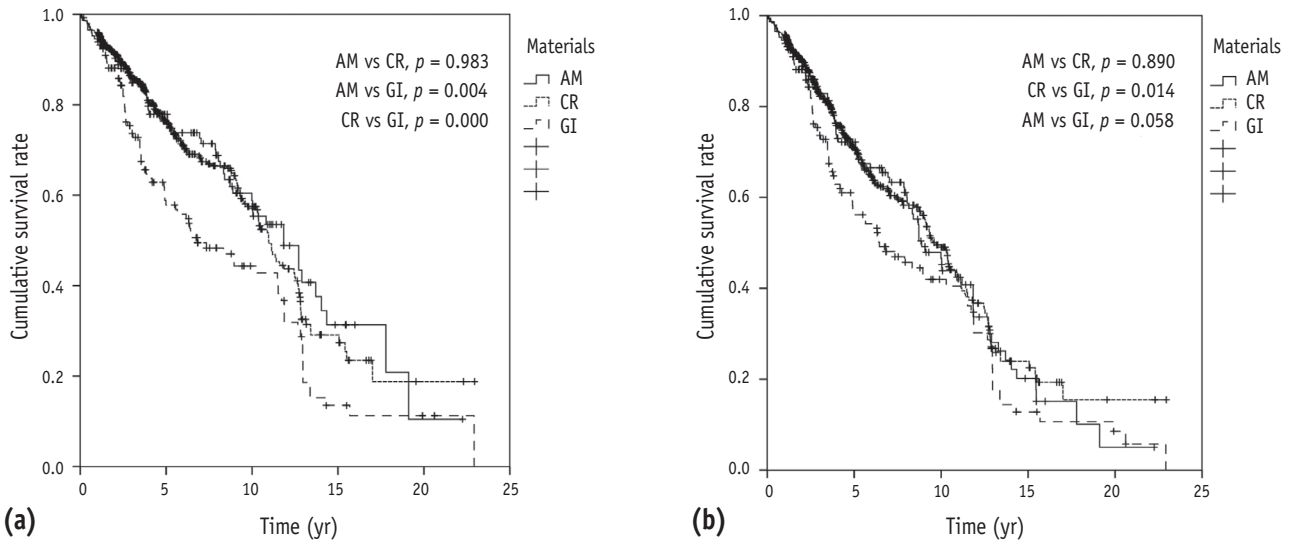 1.0
0.8
0.6
0.4
0.2
0.0
Cumulative survival rate
0 5 10 15 20 25
Time (yr)
AM vs CR, p = 0.983
AM vs GI, p = 0.004
CR vs GI, p = 0.000
Materials
AM
CR
GI
(a)
1.0
0.8
0.6
0.4
0.2
0.0
Cumulative survival rate
0 5 10 15 20 25
Time (yr)
AM vs CR, p = 0.890
CR vs GI, p = 0.014
AM vs GI, p = 0.058
Materials
AM
CR
GI
(b)